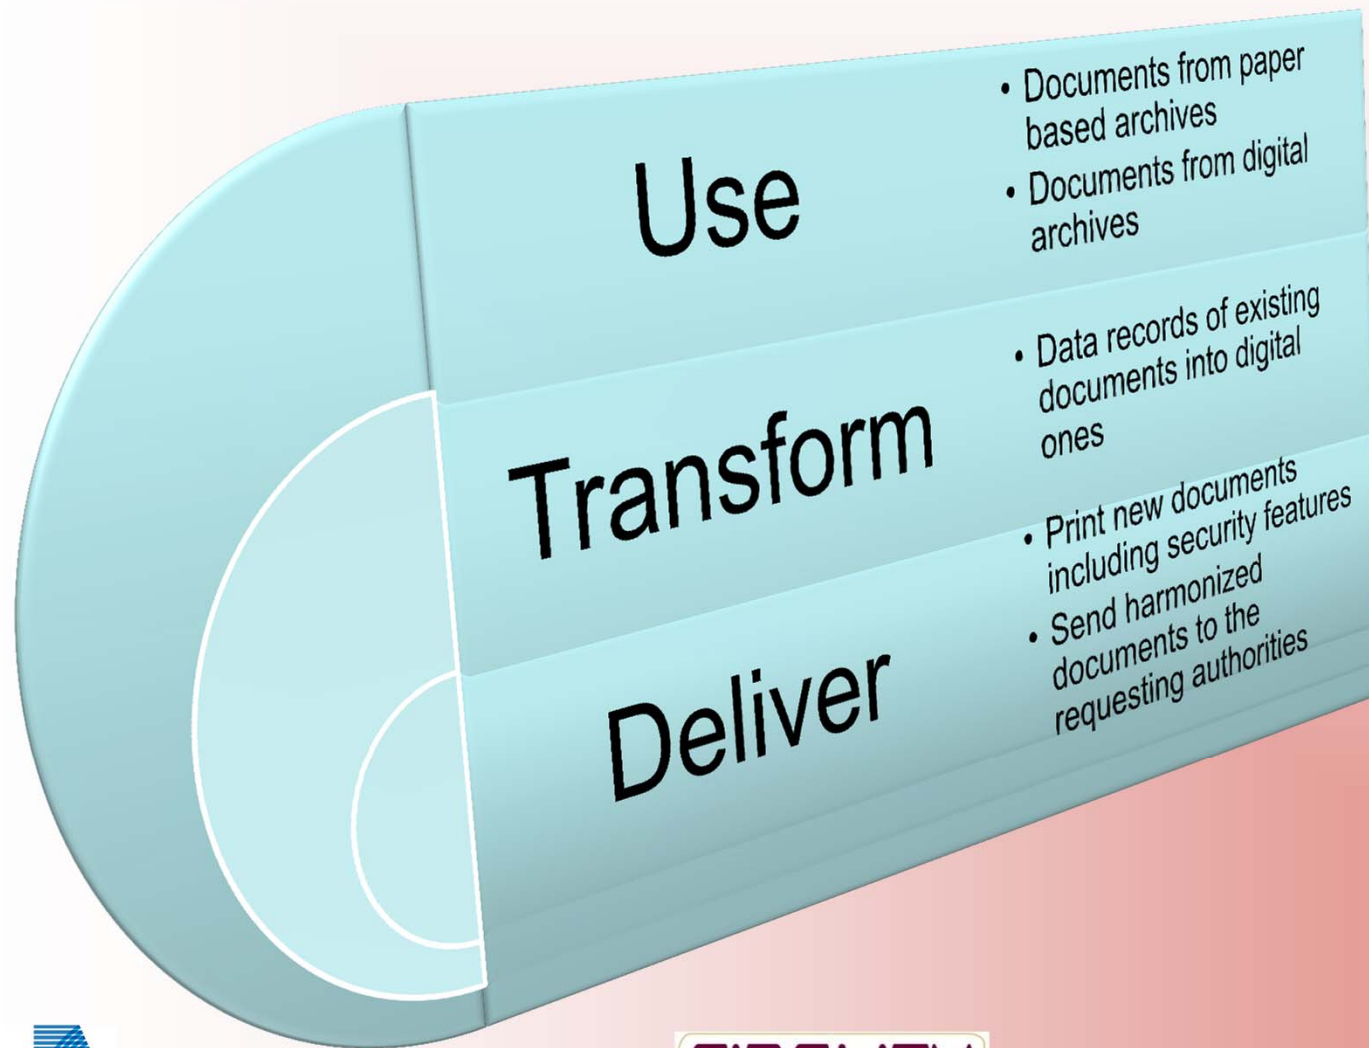 Use
• Documents from paper
based archives
• Documents from digital
archives
Transform
• Data records of existing
documents into digital
ones
Deliver
• Print new documents
including security features
• Send harmonized
documents to the
requesting authorities